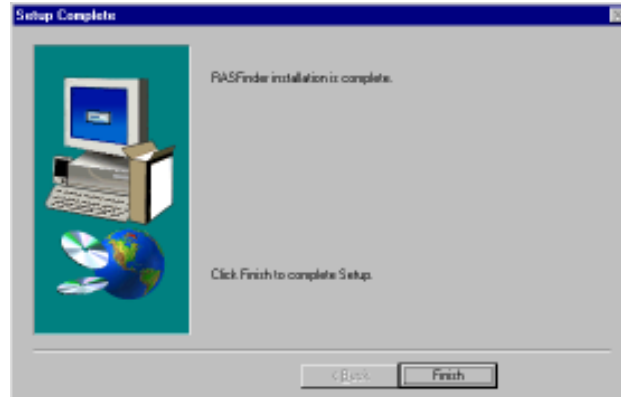 Setup Complete
RASFinder installation is complete.
Click Finish to complete Setup.
< Back
Finish